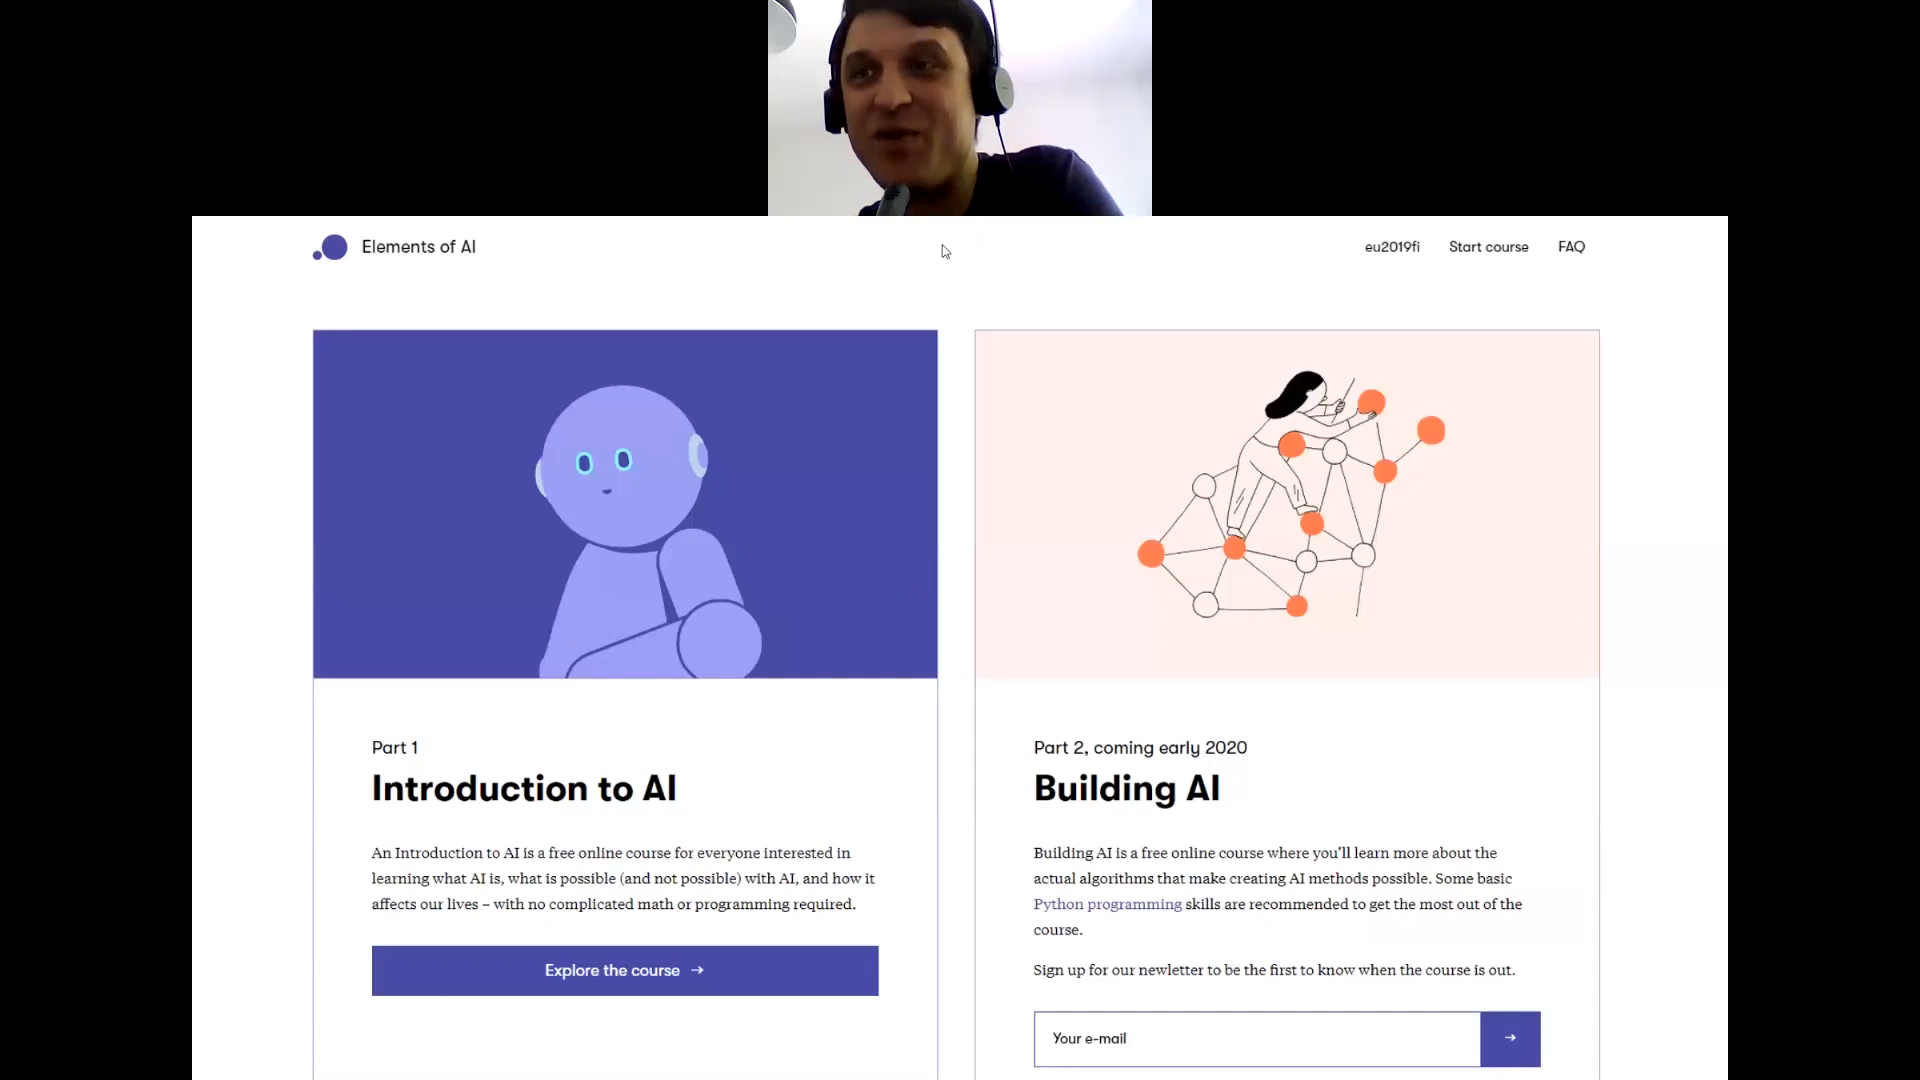 Elements of AI
eu2019fi
Start course
FAQ
Part 1
Introduction to AI
An Introduction to AI is a free online course for everyone interested in
learning what AI is, what is possible (and not possible) with AI, and how it
affects our lives – with no complicated math or programming required.
Explore the course →
Part 2, coming early 2020
Building AI
Building AI is a free online course where you'll learn more about the
actual algorithms that make creating AI methods possible. Some basic
Python programming skills are recommended to get the most out of the
course.
Sign up for our newletter to be the first to know when the course is out.
Your e-mail
→